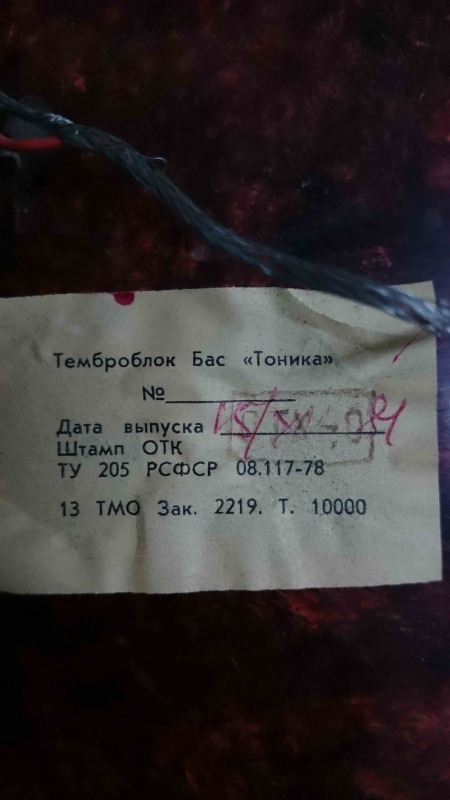 Темброблок Бас «Тоника»
№
Дата выпуска
Штамп ОТК
ТУ 205 РСФСР 08.117-78
13 ТМО Зак. 2219. Т. 10000